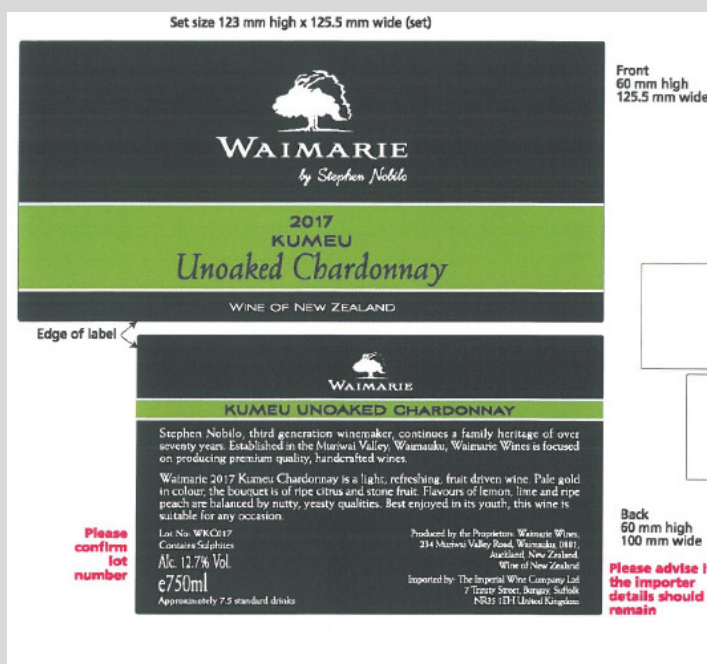 Set size 123 mm high x 125.5 mm wide (set)
Front
60 mm high
125.5 mm wide
WAIMARIE
by Stephen Nobilo
2017
KUMEU
Unoaked Chardonnay
WINE OF NEW ZEALAND
Edge of label
WAIMARIE
KUMEU UNOAKED CHARDONNAY
Stephen Nobilo, third generation winemaker, continues a family heritage of over
seventy years. Established in the Muriwai Valley, Waimauku, Waimarie Wines is focused
on producing premium quality, handcrafted wines.
Waimarie 2017 Kumeu Chardonnay is a light, refreshing, fruit driven wine. Pale gold
in colour, the bouquet is of ripe citrus and stone fruit. Flavours of lemon, lime and ripe
peach are balanced by nutty, yeasty qualities. Best enjoyed in its youth, this wine is
suitable for any occasion.
Please
confirm
lot
number
Lot No: WKC017
Contains Sulphites
Alc. 12.7% Vol.
e750ml
Approximately 7.5 standard drinks
Produced by the Proprietors: Waimarie Wines,
234 Muriwai Valley Road, Waimauku, 0881,
Auckland, New Zealand.
Wine of New Zealand
Imported by: The Imperial Wine Company Ltd
7 Trinity Street, Bungay, Suffolk
NR35 1EH United Kingdom
Back
60 mm high
100 mm wide
Please advise
the importer
details should
remain